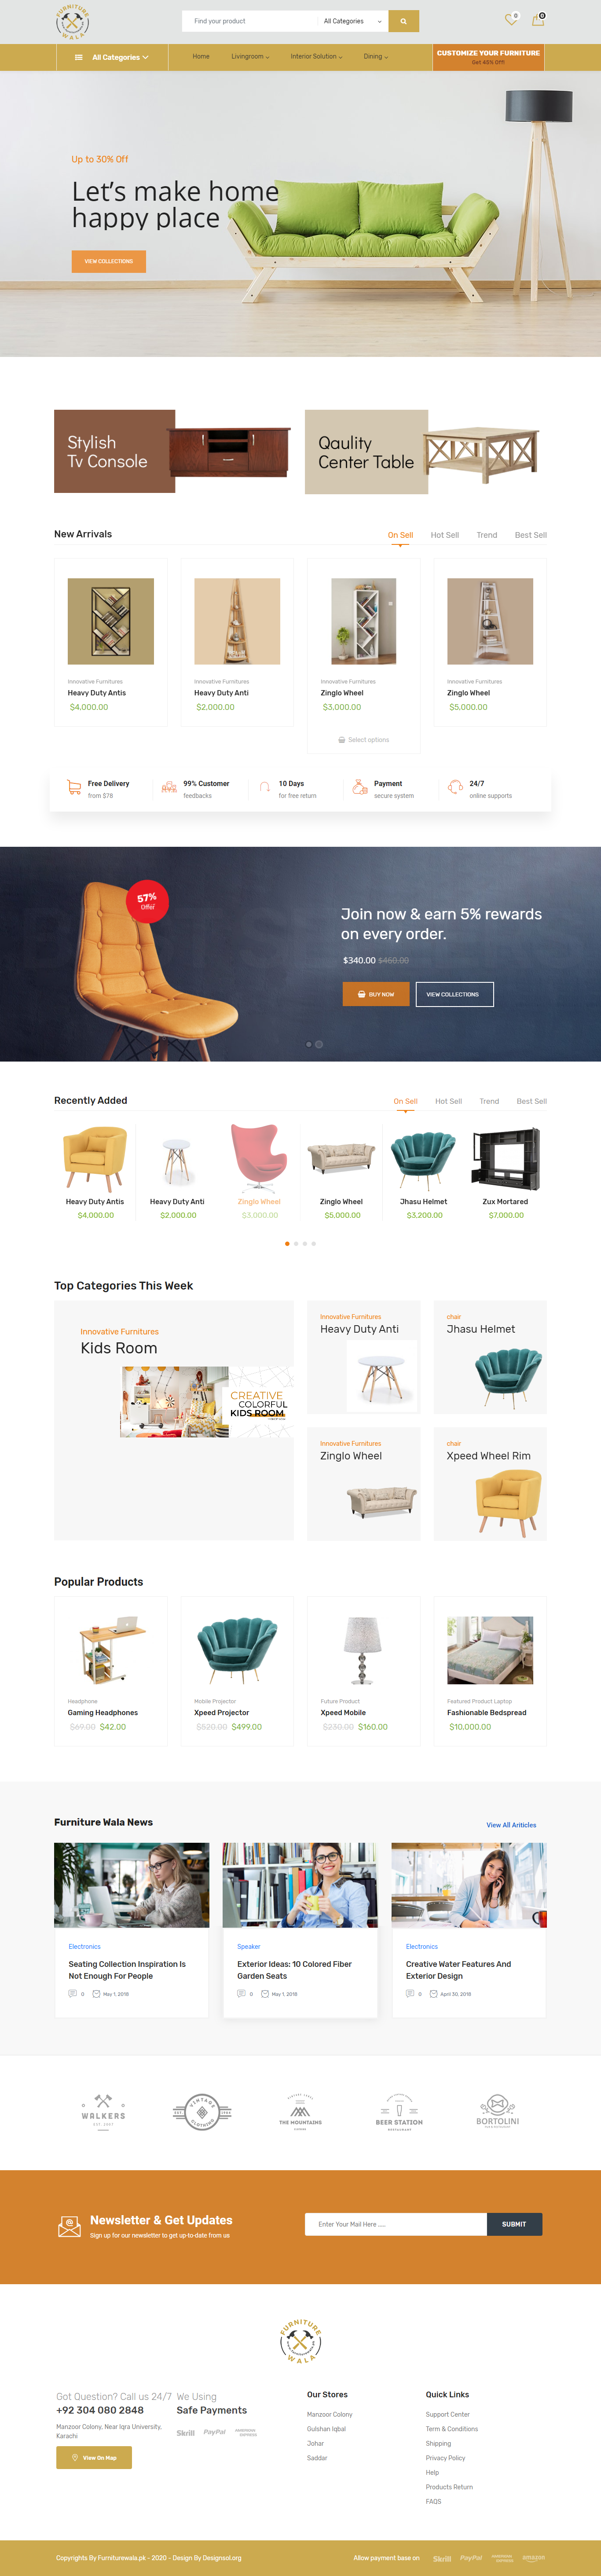 FURNITURE
WALA
Find your product
All Categories
0
0
All Categories
Home
Livingroom
Interior Solution
Dining
CUSTOMIZE YOUR FURNITURE
Get 45% Off!
Up to 30% Off
Let's make home
happy place
VIEW COLLECTIONS
Stylish
Tv Console
Qaulity
Center Table
New Arrivals
On Sell
Hot Sell
Trend
Best Sell
Innovative Furnitures
Heavy Duty Antis
$4,000.00
Innovative Furnitures
Heavy Duty Anti
$2,000.00
Innovative Furnitures
Zinglo Wheel
$3,000.00
Select options
Innovative Furnitures
Zinglo Wheel
$5,000.00
Free Delivery
from $78
99% Customer
feedbacks
10 Days
for free return
Payment
secure system
24/7
online supports
57%
Offer
Join now & earn 5% rewards
on every order.
$340.00 $460.00
BUY NOW
VIEW COLLECTIONS
Recently Added
On Sell
Hot Sell
Trend
Best Sell
Heavy Duty Antis
$4,000.00
Heavy Duty Anti
$2,000.00
Zinglo Wheel
$3,000.00
Zinglo Wheel
$5,000.00
Jhasu Helmet
$3,200.00
Zux Mortared
$7,000.00
Top Categories This Week
Innovative Furnitures
Kids Room
CREATIVE
COLORFUL
KIDS ROOM
Innovative Furnitures
Heavy Duty Anti
chair
Jhasu Helmet
Innovative Furnitures
Zinglo Wheel
chair
Xpeed Wheel Rim
Popular Products
Headphone
Gaming Headphones
$69.00 $42.00
Mobile Projector
Xpeed Projector
$520.00 $499.00
Future Product
Xpeed Mobile
$230.00 $160.00
Featured Product Laptop
Fashionable Bedspread
$10,000.00
Furniture Wala News
View All Ariticles
Electronics
Seating Collection Inspiration Is
Not Enough For People
0
May 1, 2018
Speaker
Exterior Ideas: 10 Colored Fiber
Garden Seats
0
May 1, 2018
Electronics
Creative Water Features And
Exterior Design
0
April 30, 2018
WALKERS
VINTAGE
CLOTHING
THE MOUNTAINS
BEER STATION
RESTAURANT
BORTOLINI
Newsletter & Get Updates
Sign up for our newsletter to get up-to-date from us
Enter Your Mail Here .....
SUBMIT
FURNITURE
WALA
Got Question? Call us 24/7
+92 304 080 2848
Manzoor Colony, Near Iqra University,
Karachi
View On Map
We Using
Safe Payments
Skrill
PayPal
Our Stores
Manzoor Colony
Gulshan Iqbal
Johar
Saddar
Quick Links
Support Center
Term & Conditions
Shipping
Privacy Policy
Help
Products Return
FAQS
Copyrights By Furniturewala.pk - 2020 - Design By Designsol.org
Allow payment base on
Skrill
PayPal
amazon